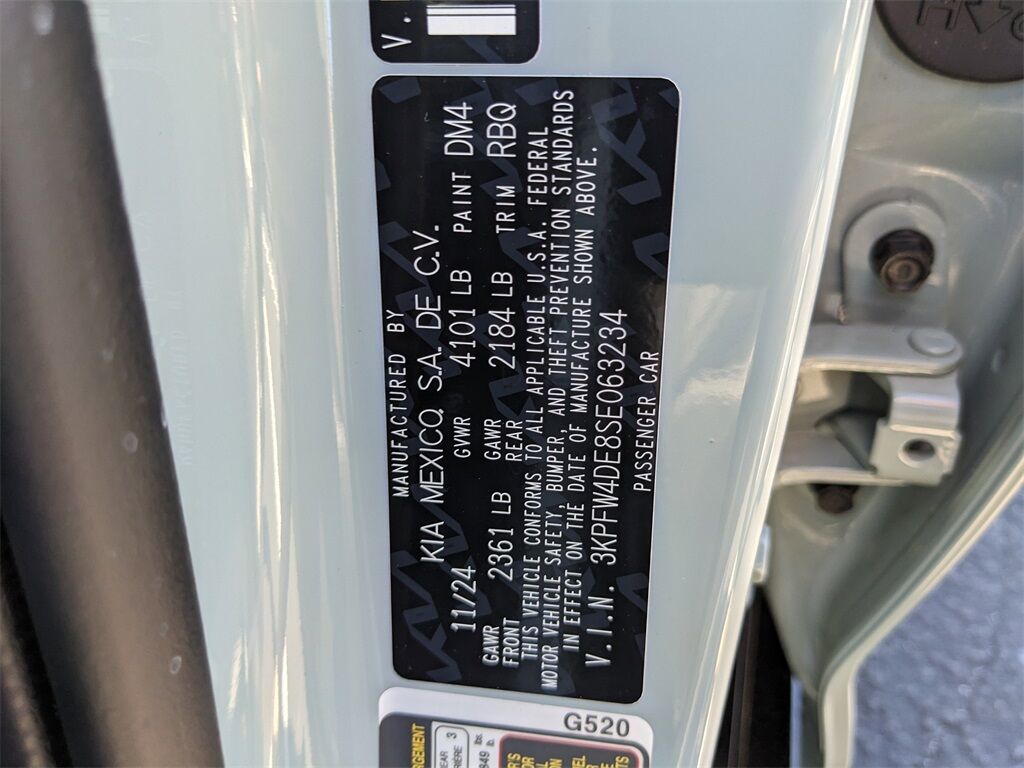 V.
MANUFACTURED BY
KIA MEXICO, S.A. DE C.V.
11/24 GVWR 4101 LB PAINT DM4
GAWR FRONT 2361 LB GAWR REAR 2184 LB TRIM RBQ
THIS VEHICLE CONFORMS TO ALL APPLICABLE U.S.A. FEDERAL
MOTOR VEHICLE SAFETY, BUMPER, AND THEFT PREVENTION STANDARDS
IN EFFECT ON THE DATE OF MANUFACTURE SHOWN ABOVE.
V.I.N. 3KPFW4DE8SE063234
PASSENGER CAR
G520